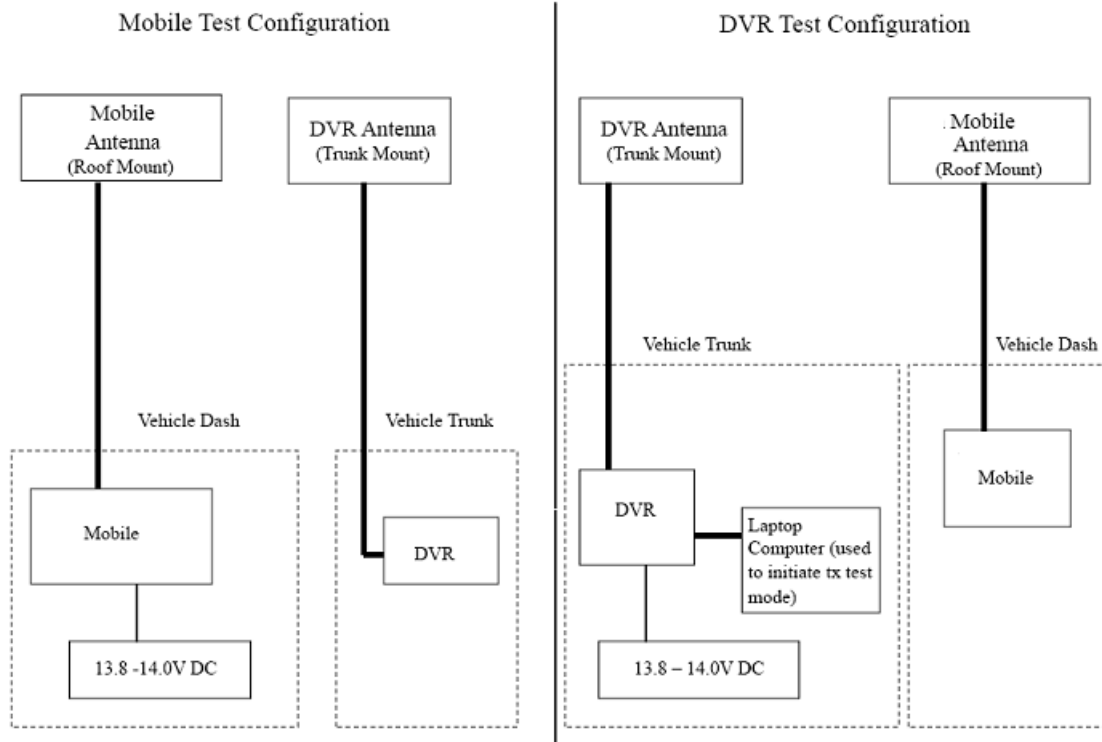 Mobile Test Configuration
Mobile
Antenna
(Roof Mount)
DVR Antenna
(Trunk Mount)
Vehicle Dash
Vehicle Trunk
Mobile
DVR
13.8 -14.0V DC
DVR Test Configuration
DVR Antenna
(Trunk Mount)
. Mobile
Antenna
(Roof Mount)
Vehicle Trunk
Vehicle Dash
DVR
Laptop
Computer (used
to initiate tx test
mode)
Mobile
13.8 – 14.0V DC